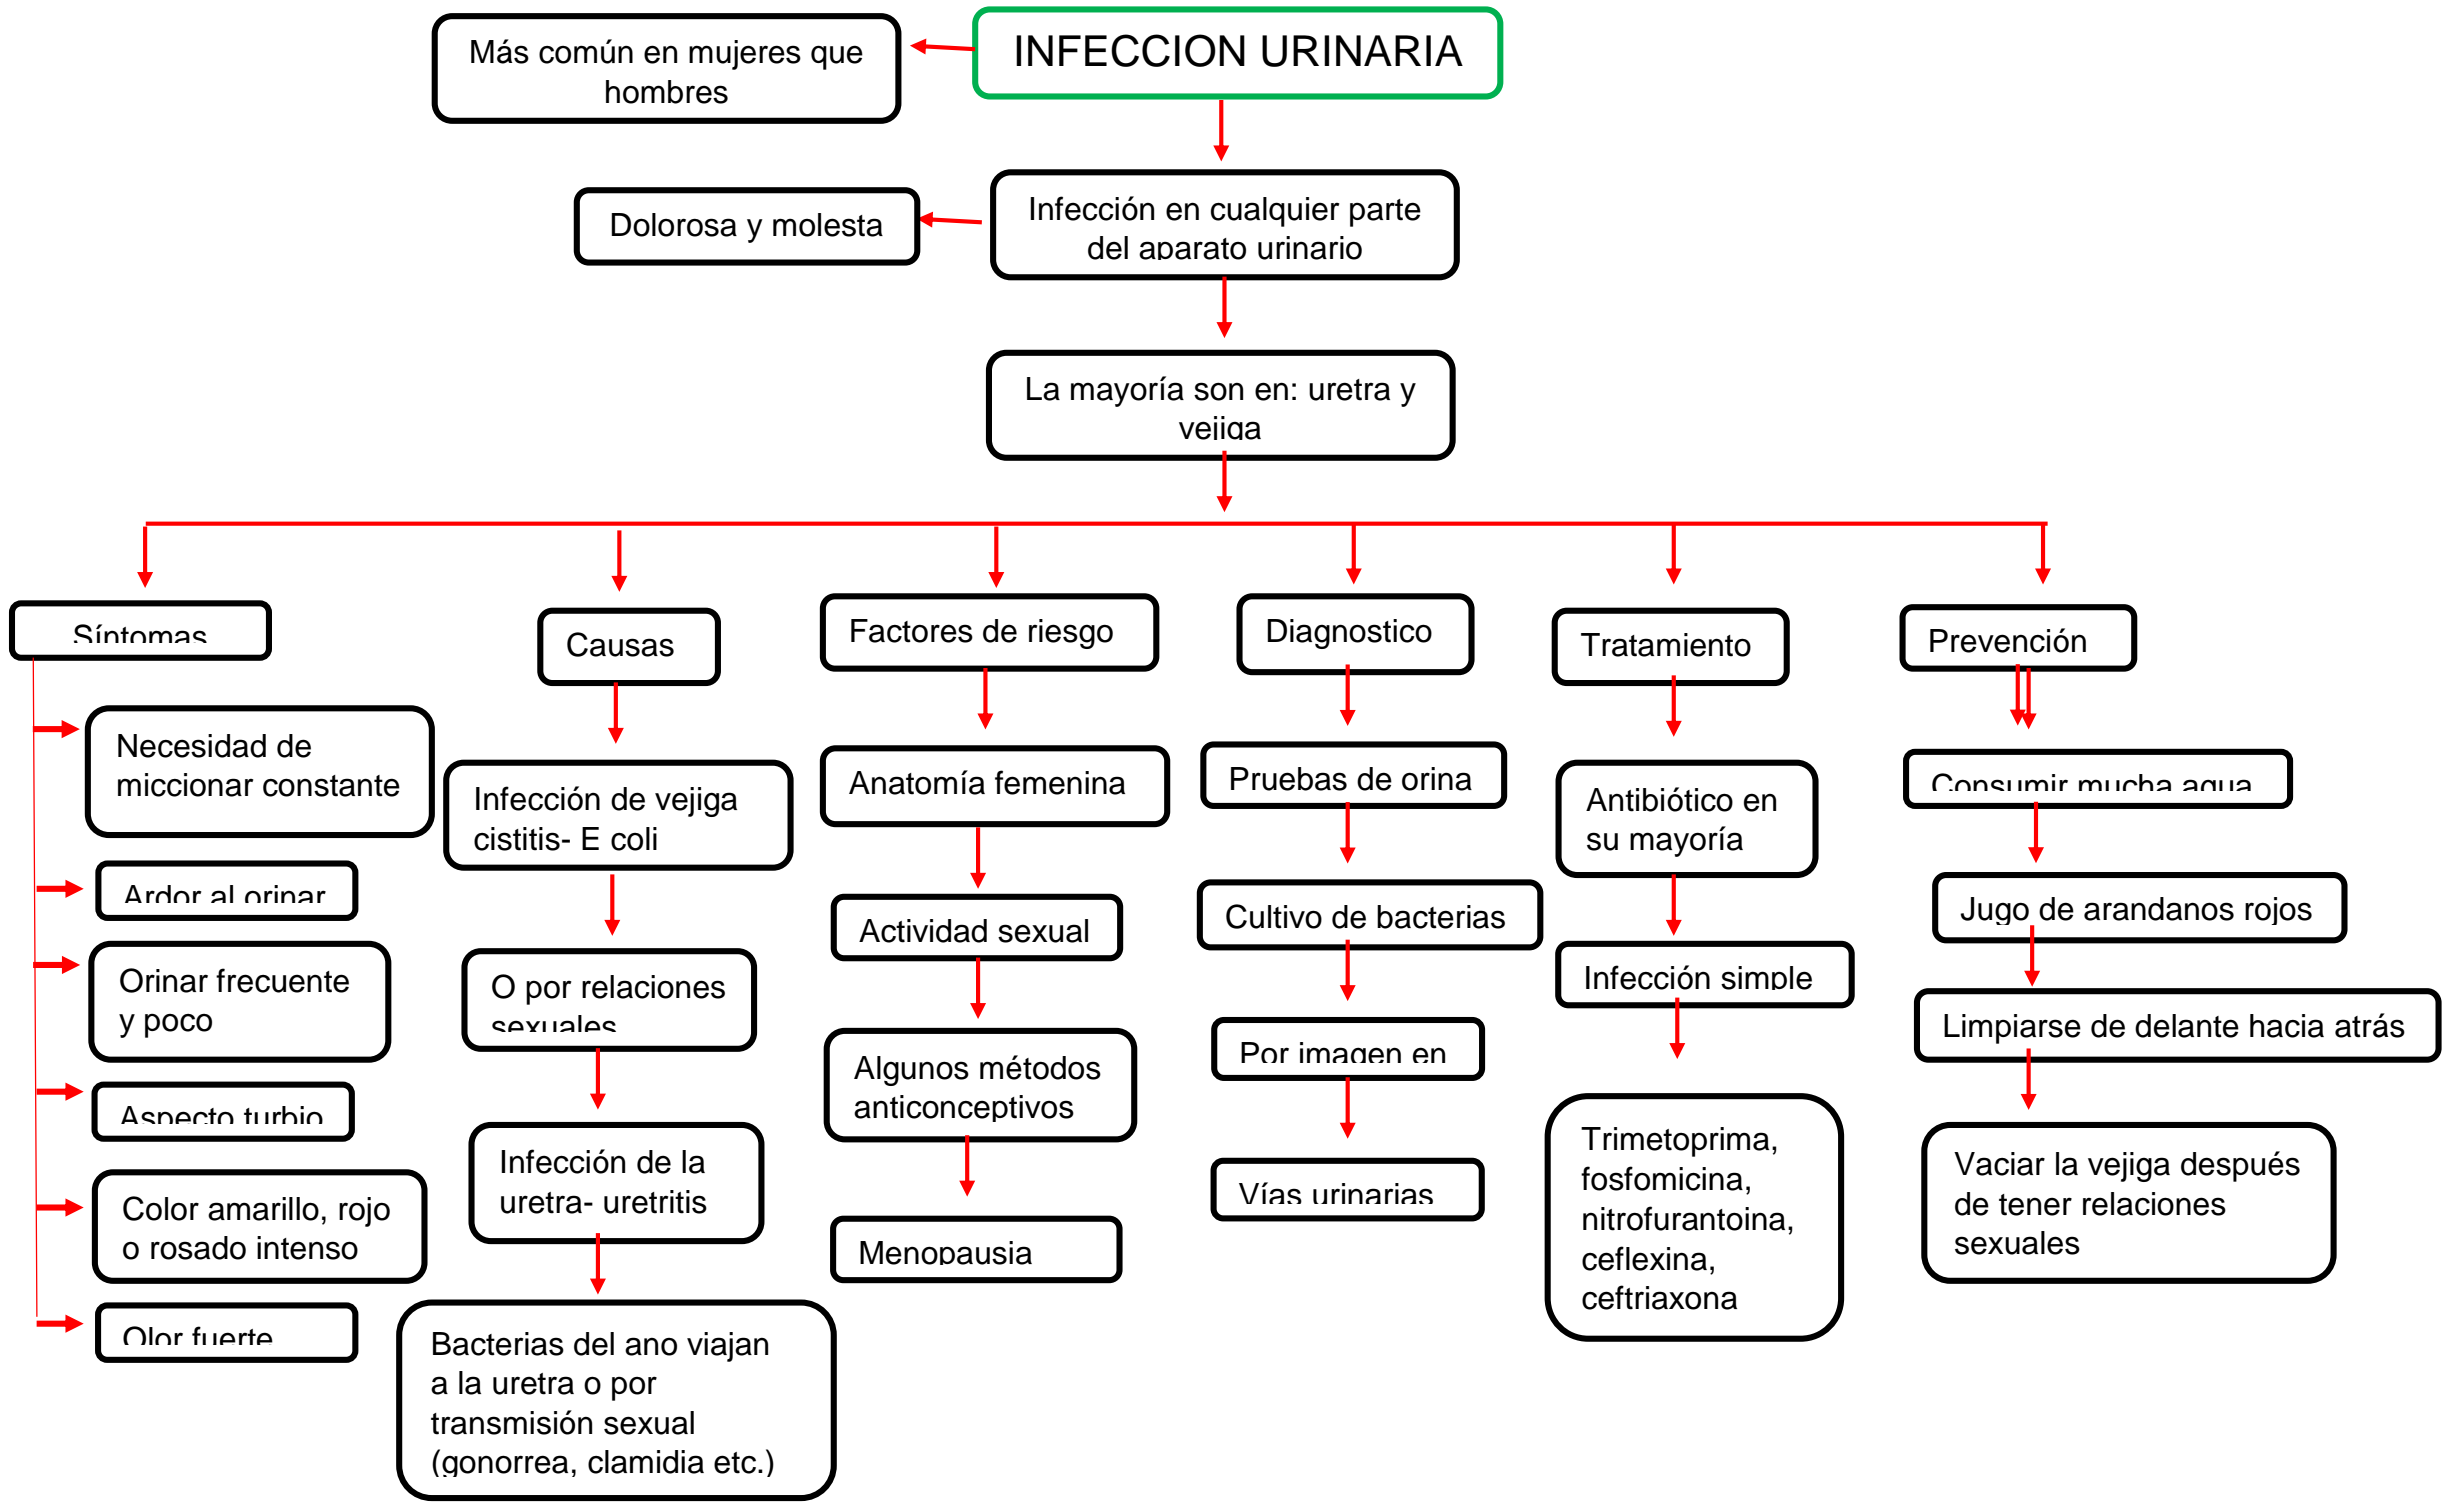 INFECCION URINARIA
Más común en mujeres que
hombres
Infección en cualquier parte
del aparato urinario
Dolorosa y molesta
La mayoría son en: uretra y
vejiga
Síntomas
Necesidad de
miccionar constante
Ardor al orinar
Orinar frecuente
y poco
Aspecto turbio
Color amarillo, rojo
o rosado intenso
Olor fuerte
Causas
Infección de vejiga
cistitis- E coli
O por relaciones
sexuales
Infección de la
uretra- uretritis
Bacterias del ano viajan
a la uretra o por
transmisión sexual
(gonorrea, clamidia etc.)
Factores de riesgo
Anatomía femenina
Actividad sexual
Algunos métodos
anticonceptivos
Menopausia
Diagnostico
Pruebas de orina
Cultivo de bacterias
Por imagen en
Vías urinarias
Tratamiento
Antibiótico en
su mayoría
Infección simple
Trimetoprima,
fosfomicina,
nitrofurantoina,
ceflexina,
ceftriaxona
Prevención
Consumir mucha agua
Jugo de arandanos rojos
Limpiarse de delante hacia atrás
Vaciar la vejiga después
de tener relaciones
sexuales